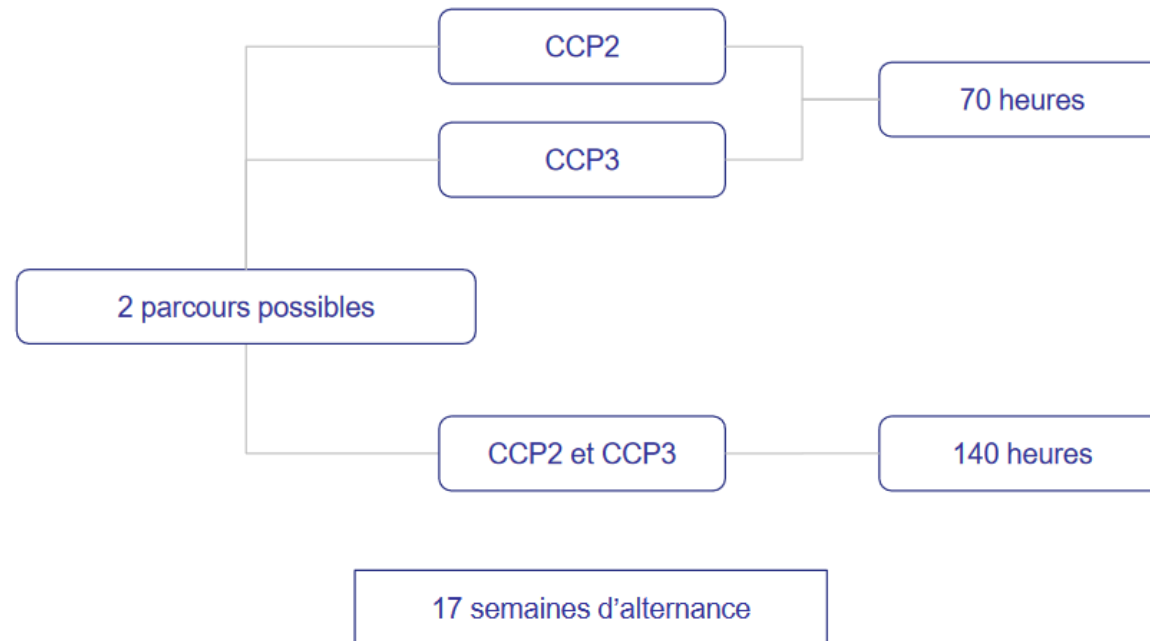 CCP2
70 heures
CCP3
2 parcours possibles
CCP2 et CCP3
140 heures
17 semaines d’alternance